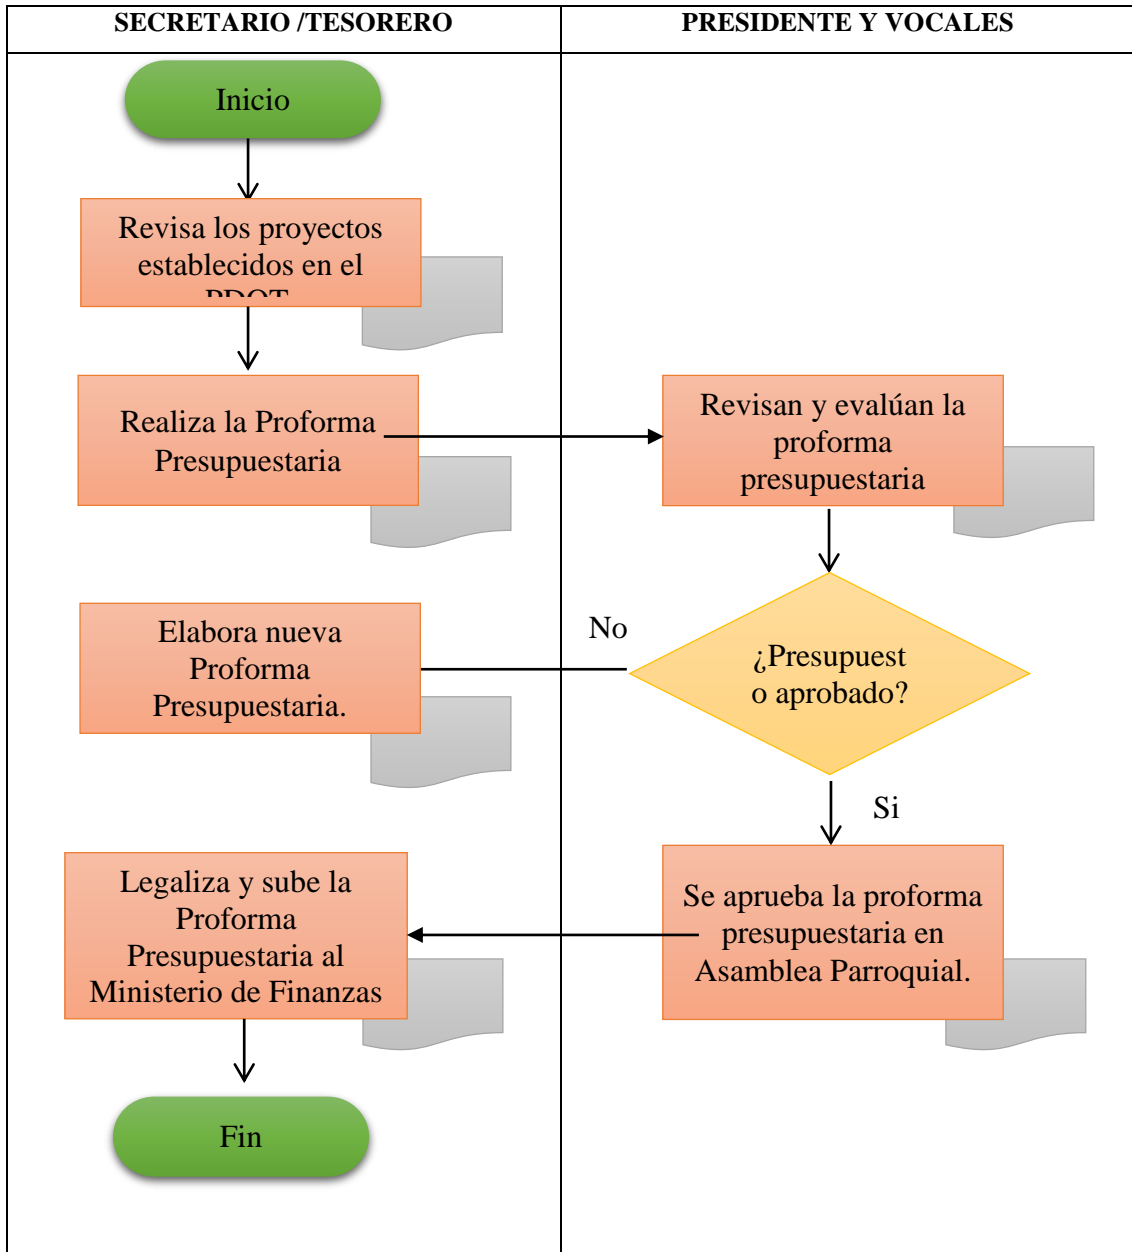 SECRETARIO /TESORERO
PRESIDENTE Y VOCALES
Inicio
Revisa los proyectos
establecidos en el
PDOT
Realiza la Proforma
Presupuestaria
Revisan y evalúan la
proforma
presupuestaria
Elabora nueva
Proforma
Presupuestaria.
No
¿Presupuest
o aprobado?
Si
Legaliza y sube la
Proforma
Presupuestaria al
Ministerio de Finanzas
Se aprueba la proforma
presupuestaria en
Asamblea Parroquial.
Fin